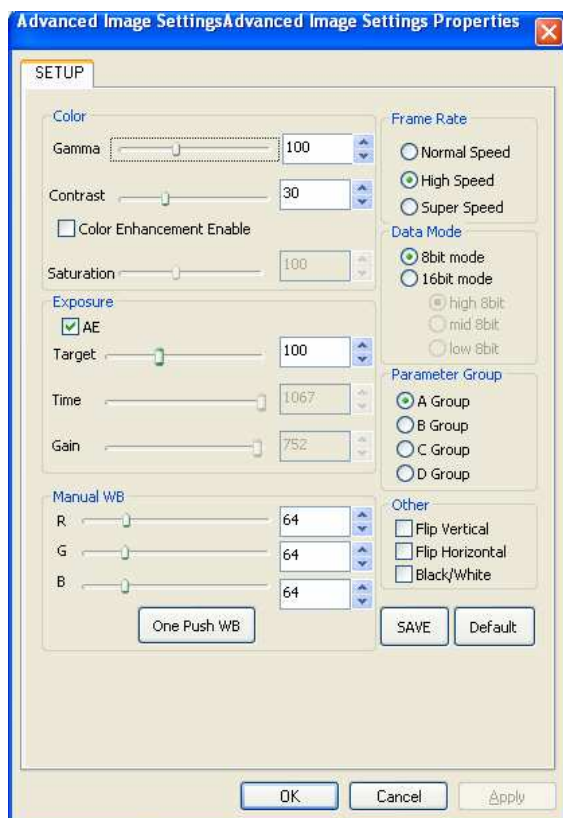 Advanced Image SettingsAdvanced Image Settings Properties
SETUP
Color
Gamma 100
Contrast 30
Color Enhancement Enable
Saturation 100
Exposure
AE
Target 100
Time 1067
Gain 752
Manual WB
R 64
G 64
B 64
One Push WB
Frame Rate
Normal Speed
High Speed
Super Speed
Data Mode
8bit mode
16bit mode
high 8bit
mid 8bit
low 8bit
Parameter Group
A Group
B Group
C Group
D Group
Other
Flip Vertical
Flip Horizontal
Black/White
SAVE Default
OK Cancel Apply